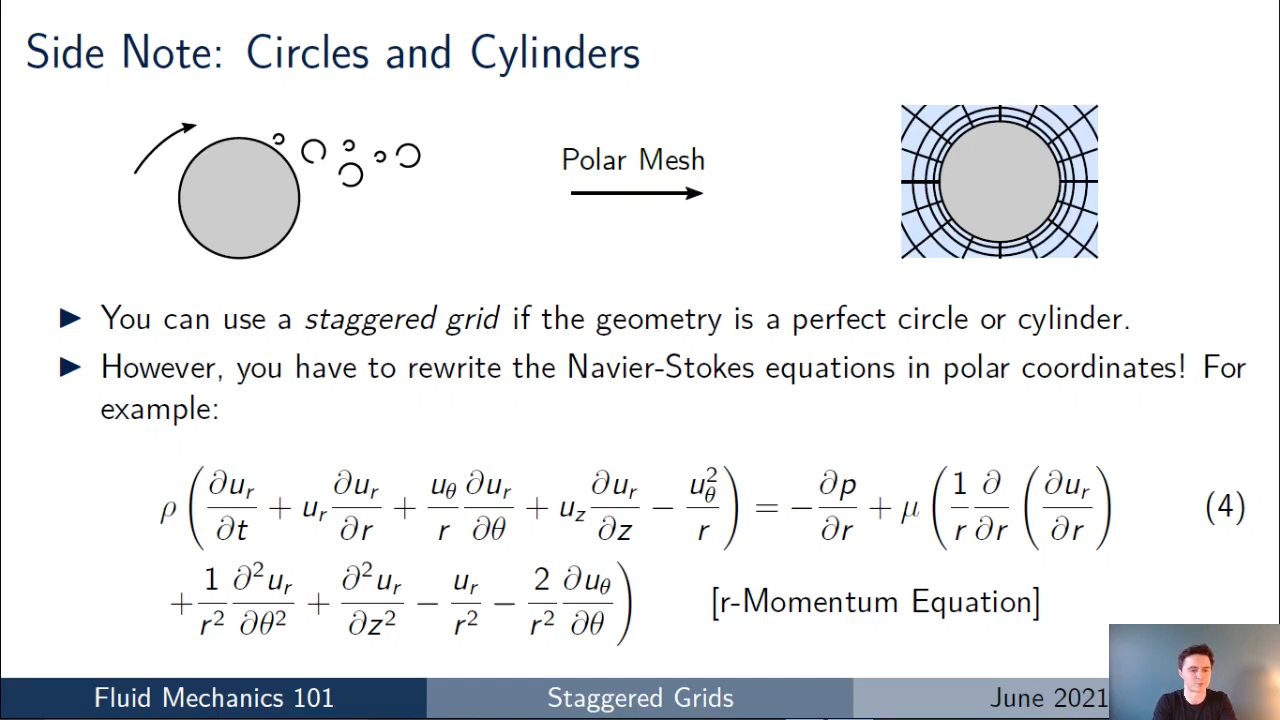 Side Note: Circles and Cylinders
Polar Mesh
▶ You can use a staggered grid if the geometry is a perfect circle or cylinder.
▶ However, you have to rewrite the Navier-Stokes equations in polar coordinates! For
example:
ρ(∂u_r/∂t + u_r ∂u_r/∂r + u_θ/r ∂u_r/∂θ + u_z ∂u_r/∂z − u_θ²/r) = −∂p/∂r + μ(1/r ∂/∂r (∂u_r/∂r) (4)
+1/r² ∂²u_r/∂θ² + ∂²u_r/∂z² − u_r/r² − 2/r² ∂u_θ/∂θ) [r-Momentum Equation]
Fluid Mechanics 101 Staggered Grids June 2021